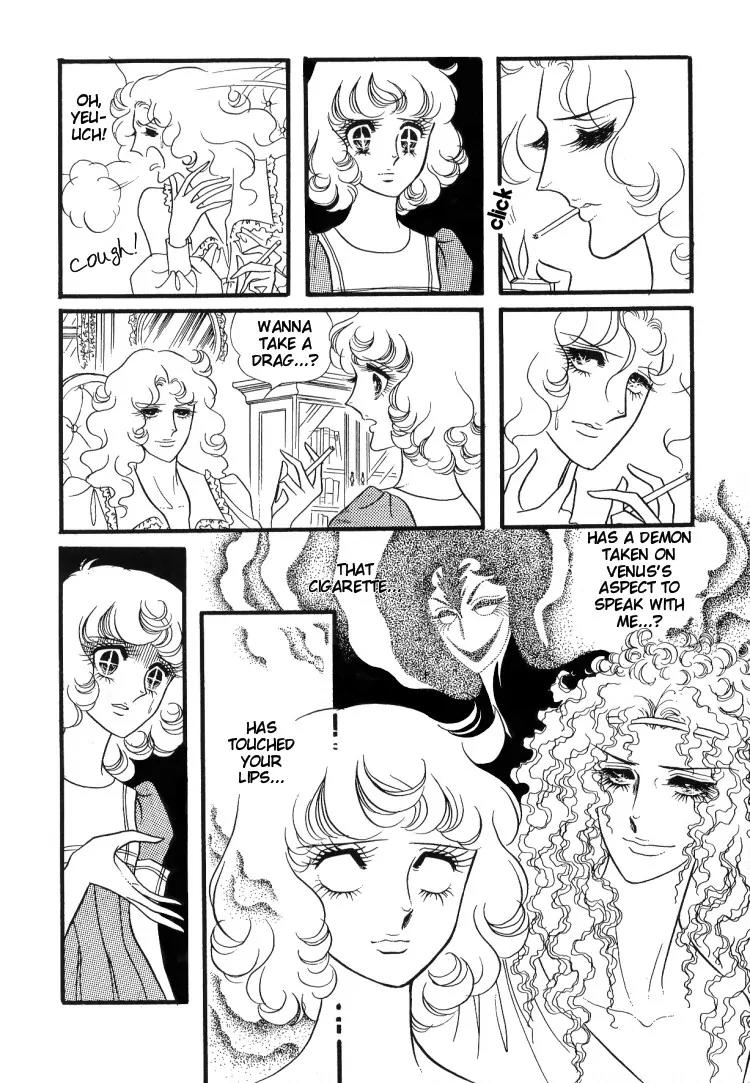 OH,
YEU-
UCH!
cough!
click
WANNA
TAKE A
DRAG...?
THAT
CIGARETTE...
HAS A DEMON
TAKEN ON
VENUS'S
ASPECT TO
SPEAK WITH
ME...?
HAS
TOUCHED
YOUR
LIPS...